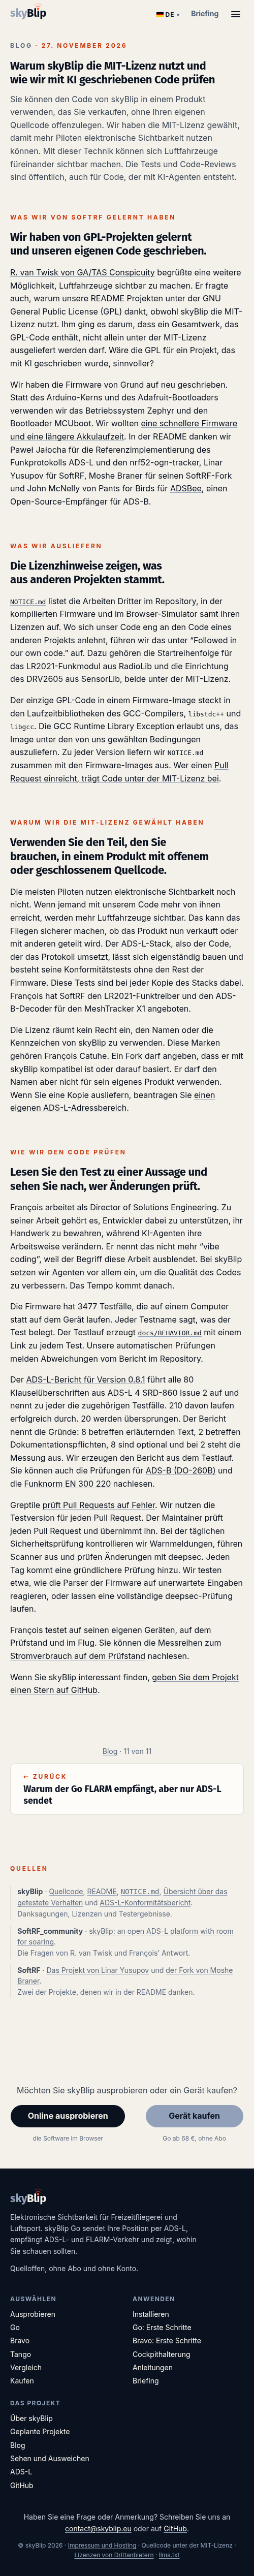 skyBlip
DE ▾
Briefing
BLOG · 27. NOVEMBER 2026
Warum skyBlip die MIT-Lizenz nutzt und
wie wir mit KI geschriebenen Code prüfen
Sie können den Code von skyBlip in einem Produkt
verwenden, das Sie verkaufen, ohne Ihren eigenen
Quellcode offenzulegen. Wir haben die MIT-Lizenz gewählt,
damit mehr Piloten elektronische Sichtbarkeit nutzen
können. Mit dieser Technik können sich Luftfahrzeuge
füreinander sichtbar machen. Die Tests und Code-Reviews
sind öffentlich, auch für Code, der mit KI-Agenten entsteht.
WAS WIR VON SOFTRF GELERNT HABEN
Wir haben von GPL-Projekten gelernt
und unseren eigenen Code geschrieben.
R. van Twisk von GA/TAS Conspicuity begrüßte eine weitere
Möglichkeit, Luftfahrzeuge sichtbar zu machen. Er fragte
auch, warum unsere README Projekten unter der GNU
General Public License (GPL) dankt, obwohl skyBlip die MIT-
Lizenz nutzt. Ihm ging es darum, dass ein Gesamtwerk, das
GPL-Code enthält, nicht allein unter der MIT-Lizenz
ausgeliefert werden darf. Wäre die GPL für ein Projekt, das
mit KI geschrieben wurde, sinnvoller?
Wir haben die Firmware von Grund auf neu geschrieben.
Statt des Arduino-Kerns und des Adafruit-Bootloaders
verwenden wir das Betriebssystem Zephyr und den
Bootloader MCUboot. Wir wollten eine schnellere Firmware
und eine längere Akkulaufzeit. In der README danken wir
Paweł Jałocha für die Referenzimplementierung des
Funkprotokolls ADS-L und den nrf52-ogn-tracker, Linar
Yusupov für SoftRF, Moshe Braner für seinen SoftRF-Fork
und John McNelly von Pants for Birds für ADSBee, einen
Open-Source-Empfänger für ADS-B.
WAS WIR AUSLIEFERN
Die Lizenzhinweise zeigen, was
aus anderen Projekten stammt.
NOTICE.md listet die Arbeiten Dritter im Repository, in der
kompilierten Firmware und im Browser-Simulator samt ihren
Lizenzen auf. Wo sich unser Code eng an den Code eines
anderen Projekts anlehnt, führen wir das unter “Followed in
our own code.” auf. Dazu gehören die Startreihenfolge für
das LR2021-Funkmodul aus RadioLib und die Einrichtung
des DRV2605 aus SensorLib, beide unter der MIT-Lizenz.
Der einzige GPL-Code in einem Firmware-Image steckt in
den Laufzeitbibliotheken des GCC-Compilers, libstdc++ und
libgcc. Die GCC Runtime Library Exception erlaubt uns, das
Image unter den von uns gewählten Bedingungen
auszuliefern. Zu jeder Version liefern wir NOTICE.md
zusammen mit den Firmware-Images aus. Wer einen Pull
Request einreicht, trägt Code unter der MIT-Lizenz bei.
WARUM WIR DIE MIT-LIZENZ GEWÄHLT HABEN
Verwenden Sie den Teil, den Sie
brauchen, in einem Produkt mit offenem
oder geschlossenem Quellcode.
Die meisten Piloten nutzen elektronische Sichtbarkeit noch
nicht. Wenn jemand mit unserem Code mehr von ihnen
erreicht, werden mehr Luftfahrzeuge sichtbar. Das kann das
Fliegen sicherer machen, ob das Produkt nun verkauft oder
mit anderen geteilt wird. Der ADS-L-Stack, also der Code,
der das Protokoll umsetzt, lässt sich eigenständig bauen und
besteht seine Konformitätstests ohne den Rest der
Firmware. Diese Tests sind bei jeder Kopie des Stacks dabei.
François hat SoftRF den LR2021-Funktreiber und den ADS-
B-Decoder für den MeshTracker X1 angeboten.
Die Lizenz räumt kein Recht ein, den Namen oder die
Kennzeichen von skyBlip zu verwenden. Diese Marken
gehören François Catuhe. Ein Fork darf angeben, dass er mit
skyBlip kompatibel ist oder darauf basiert. Er darf den
Namen aber nicht für sein eigenes Produkt verwenden.
Wenn Sie eine Kopie ausliefern, beantragen Sie einen
eigenen ADS-L-Adressbereich.
WIE WIR DEN CODE PRÜFEN
Lesen Sie den Test zu einer Aussage und
sehen Sie nach, wer Änderungen prüft.
François arbeitet als Director of Solutions Engineering. Zu
seiner Arbeit gehört es, Entwickler dabei zu unterstützen, ihr
Handwerk zu bewahren, während KI-Agenten ihre
Arbeitsweise verändern. Er nennt das nicht mehr “vibe
coding”, weil der Begriff diese Arbeit ausblendet. Bei skyBlip
setzen wir Agenten vor allem ein, um die Qualität des Codes
zu verbessern. Das Tempo kommt danach.
Die Firmware hat 3477 Testfälle, die auf einem Computer
statt auf dem Gerät laufen. Jeder Testname sagt, was der
Test belegt. Der Testlauf erzeugt docs/BEHAVIOR.md mit einem
Link zu jedem Test. Unsere automatischen Prüfungen
melden Abweichungen vom Bericht im Repository.
Der ADS-L-Bericht für Version 0.8.1 führt alle 80
Klauselüberschriften aus ADS-L 4 SRD-860 Issue 2 auf und
nennt zu jeder die zugehörigen Testfälle. 210 davon laufen
erfolgreich durch. 20 werden übersprungen. Der Bericht
nennt die Gründe: 8 betreffen erläuternden Text, 2 betreffen
Dokumentationspflichten, 8 sind optional und bei 2 steht die
Messung aus. Wir erzeugen den Bericht aus dem Testlauf.
Sie können auch die Prüfungen für ADS-B (DO-260B) und
die Funknorm EN 300 220 nachlesen.
Greptile prüft Pull Requests auf Fehler. Wir nutzen die
Testversion für jeden Pull Request. Der Maintainer prüft
jeden Pull Request und übernimmt ihn. Bei der täglichen
Sicherheitsprüfung kontrollieren wir Warnmeldungen, führen
Scanner aus und prüfen Änderungen mit deepsec. Jeden
Tag kommt eine gründlichere Prüfung hinzu. Wir testen
etwa, wie die Parser der Firmware auf unerwartete Eingaben
reagieren, oder lassen eine vollständige deepsec-Prüfung
laufen.
François testet auf seinen eigenen Geräten, auf dem
Prüfstand und im Flug. Sie können die Messreihen zum
Stromverbrauch auf dem Prüfstand nachlesen.
Wenn Sie skyBlip interessant finden, geben Sie dem Projekt
einen Stern auf GitHub.
Blog · 11 von 11
← ZURÜCK
Warum der Go FLARM empfängt, aber nur ADS-L
sendet
QUELLEN
skyBlip · Quellcode, README, NOTICE.md, Übersicht über das
getestete Verhalten und ADS-L-Konformitätsbericht.
Danksagungen, Lizenzen und Testergebnisse.
SoftRF_community · skyBlip: an open ADS-L platform with room
for soaring.
Die Fragen von R. van Twisk und François’ Antwort.
SoftRF · Das Projekt von Linar Yusupov und der Fork von Moshe
Braner.
Zwei der Projekte, denen wir in der README danken.
Möchten Sie skyBlip ausprobieren oder ein Gerät kaufen?
Online ausprobieren
Gerät kaufen
die Software im Browser
Go ab 68 €, ohne Abo
skyBlip
Elektronische Sichtbarkeit für Freizeitfliegerei und
Luftsport. skyBlip Go sendet Ihre Position per ADS-L,
empfängt ADS-L- und FLARM-Verkehr und zeigt, wohin
Sie schauen sollten.
Quelloffen, ohne Abo und ohne Konto.
AUSWÄHLEN
Ausprobieren
Go
Bravo
Tango
Vergleich
Kaufen
ANWENDEN
Installieren
Go: Erste Schritte
Bravo: Erste Schritte
Cockpithalterung
Anleitungen
Briefing
DAS PROJEKT
Über skyBlip
Geplante Projekte
Blog
Sehen und Ausweichen
ADS-L
GitHub
Haben Sie eine Frage oder Anmerkung? Schreiben Sie uns an
contact@skyblip.eu oder auf GitHub.
© skyBlip 2026 · Impressum und Hosting · Quellcode unter der MIT-Lizenz ·
Lizenzen von Drittanbietern · llms.txt